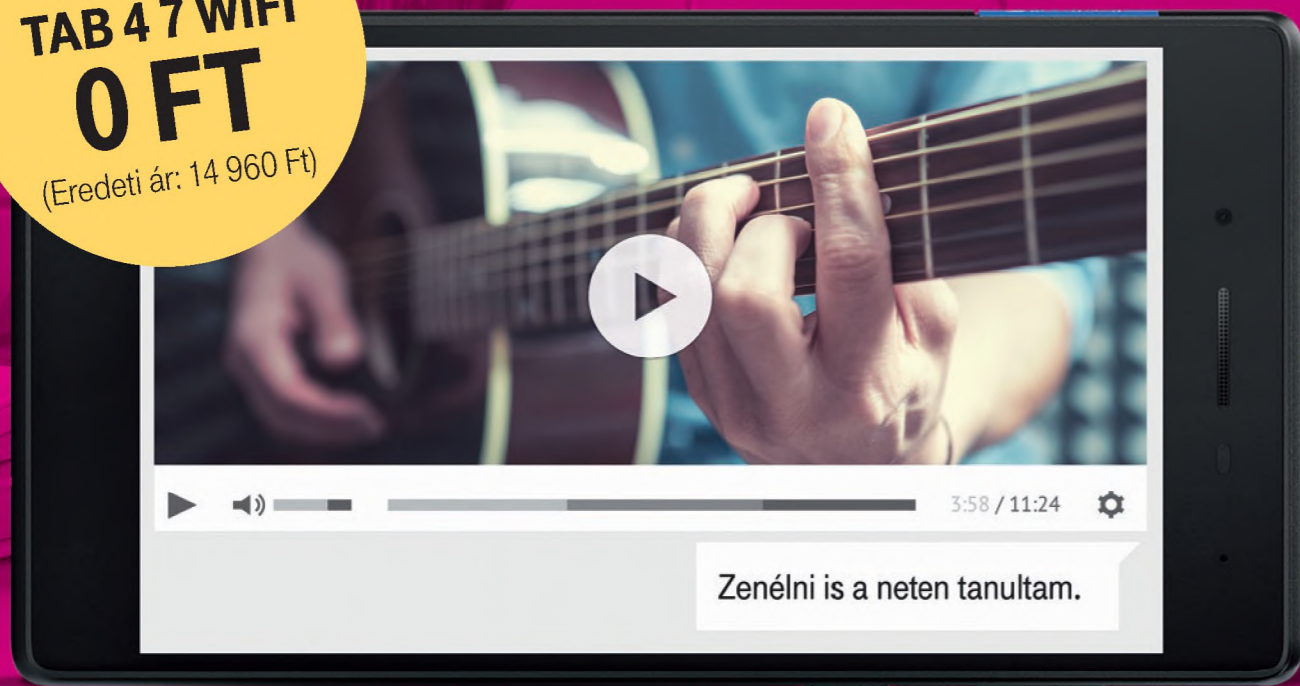 TAB 4 7 WIFI
0 FT
(Eredeti ár: 14 960 Ft)
3:58 / 11:24
Zenélni is a neten tanultam.